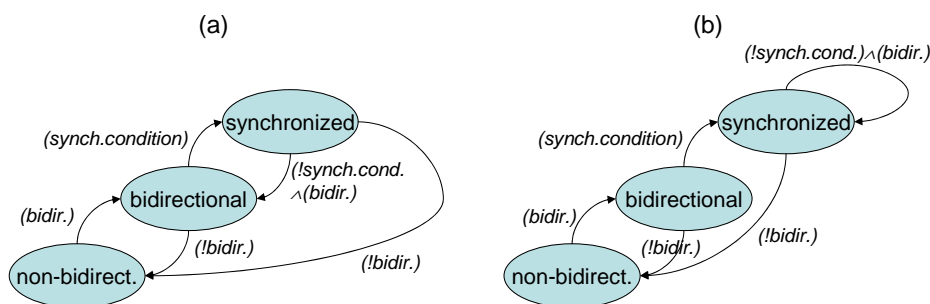 (a)
synchronized
(synch.condition)
(!synch.cond.
∧(bidir.)
bidirectional
(bidir.)
(!bidir.)
(!bidir.)
non-bidirect.
(b)
(!synch.cond.)∧(bidir.)
synchronized
(synch.condition)
bidirectional
(bidir.)
(!bidir.)
(!bidir.)
non-bidirect.